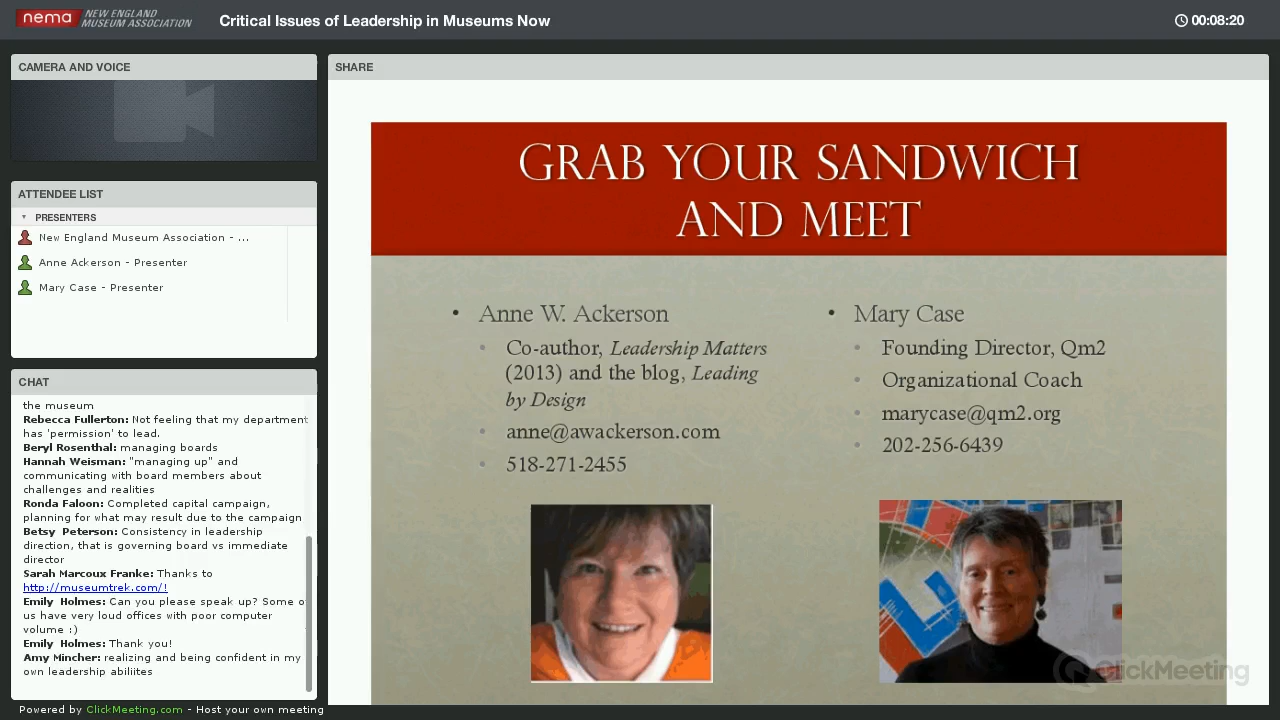 nema NEW ENGLAND
MUSEUM ASSOCIATION
Critical Issues of Leadership in Museums Now
00:08:20
CAMERA AND VOICE
ATTENDEE LIST
PRESENTERS
New England Museum Association - ...
Anne Ackerson - Presenter
Mary Case - Presenter
CHAT
the museum
Rebecca Fullerton: Not feeling that my department
has 'permission' to lead.
Beryl Rosenthal: managing boards
Hannah Weisman: "managing up" and
communicating with board members about
challenges and realities
Ronda Faloon: Completed capital campaign,
planning for what may result due to the campaign
Betsy Peterson: Consistency in leadership
direction, that is governing board vs immediate
director
Sarah Marcoux Franke: Thanks to
http://museumtrek.com/!
Emily Holmes: Can you please speak up? Some o
us have very loud offices with poor computer
volume :)
Emily Holmes: Thank you!
Amy Mincher: realizing and being confident in my
own leadership abiliites
Powered by ClickMeeting.com - Host your own meeting
SHARE
GRAB YOUR SANDWICH
AND MEET
• Anne W. Ackerson
• Co-author, Leadership Matters
(2013) and the blog, Leading
by Design
• anne@awackerson.com
• 518-271-2455
• Mary Case
• Founding Director, Qm2
• Organizational Coach
• marycase@qm2.org
• 202-256-6439
ClickMeeting